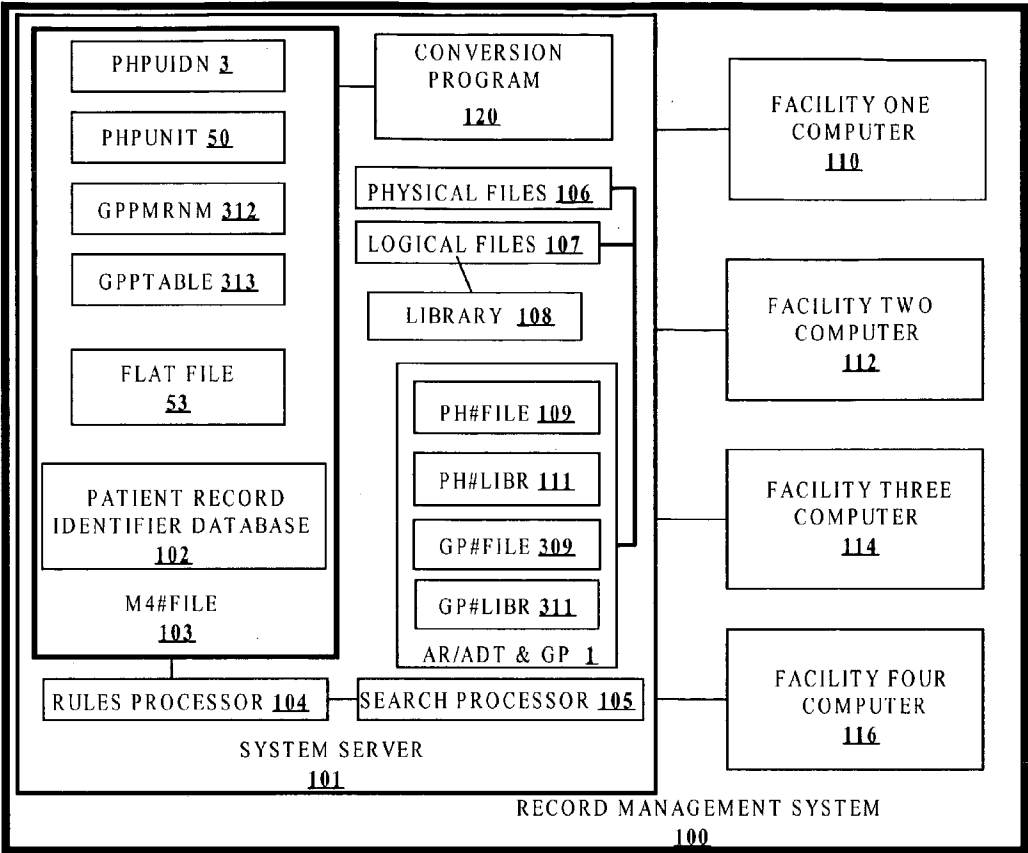 PHPUIDN 3
PHPUNIT 50
GPPMRNM 312
GPPTABLE 313
FLAT FILE
53
PATIENT RECORD
IDENTIFIER DATABASE
102
M4#FILE
103
CONVERSION
PROGRAM
120
PHYSICAL FILES 106
LOGICAL FILES 107
LIBRARY 108
PH#FILE 109
PH#LIBR 111
GP#FILE 309
GP#LIBR 311
AR/ADT & GP 1
RULES PROCESSOR 104
SEARCH PROCESSOR 105
SYSTEM SERVER
101
FACILITY ONE
COMPUTER
110
FACILITY TWO
COMPUTER
112
FACILITY THREE
COMPUTER
114
FACILITY FOUR
COMPUTER
116
RECORD MANAGEMENT SYSTEM
100